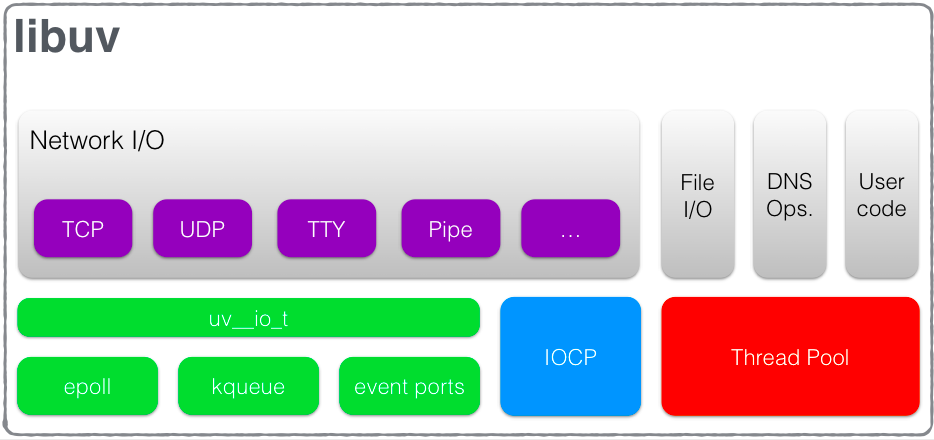 libuv
Network I/O
TCP
UDP
TTY
Pipe
...
File
I/O
DNS
Ops.
User
code
uv__io_t
epoll
kqueue
event ports
IOCP
Thread Pool